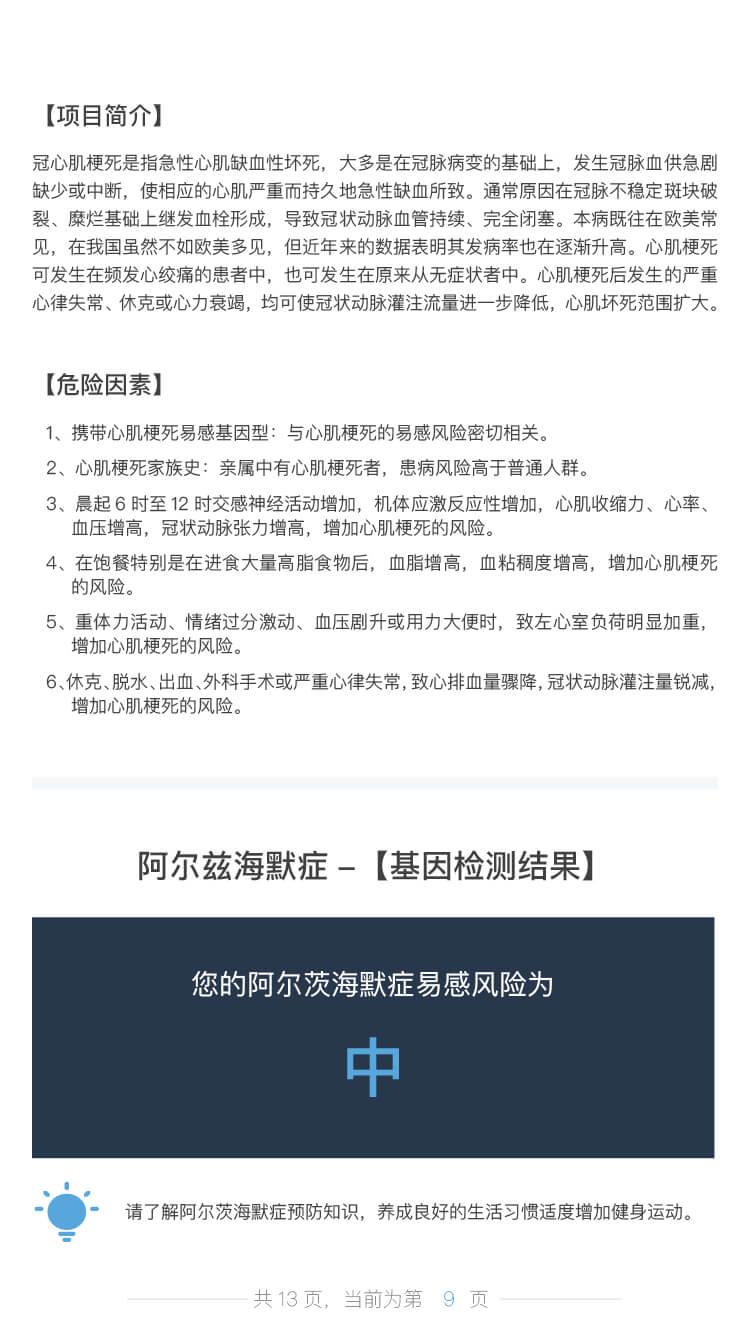 【项目简介】
冠心肌梗死是指急性心肌缺血性坏死，大多是在冠脉病变的基础上，发生冠脉血供急剧
缺少或中断，使相应的心肌严重而持久地急性缺血所致。通常原因在冠脉不稳定斑块破
裂、糜烂基础上继发血栓形成，导致冠状动脉血管持续、完全闭塞。本病既往在欧美常
见，在我国虽然不如欧美多见，但近年来的数据表明其发病率也在逐渐升高。心肌梗死
可发生在频发心绞痛的患者中，也可发生在原来从无症状者中。心肌梗死后发生的严重
心律失常、休克或心力衰竭，均可使冠状动脉灌注流量进一步降低，心肌坏死范围扩大。
【危险因素】
1、携带心肌梗死易感基因型：与心肌梗死的易感风险密切相关。
2、心肌梗死家族史：亲属中有心肌梗死者，患病风险高于普通人群。
3、晨起 6 时至 12 时交感神经活动增加，机体应激反应性增加，心肌收缩力、心率、
血压增高，冠状动脉张力增高，增加心肌梗死的风险。
4、在饱餐特别是在进食大量高脂食物后，血脂增高，血粘稠度增高，增加心肌梗死
的风险。
5、重体力活动、情绪过分激动、血压剧升或用力大便时，致左心室负荷明显加重，
增加心肌梗死的风险。
6、休克、脱水、出血、外科手术或严重心律失常，致心排血量骤降，冠状动脉灌注量锐减，
增加心肌梗死的风险。
阿尔兹海默症 –【基因检测结果】
您的阿尔茨海默症易感风险为
中
请了解阿尔茨海默症预防知识，养成良好的生活习惯适度增加健身运动。
共 13 页，当前为第 9 页